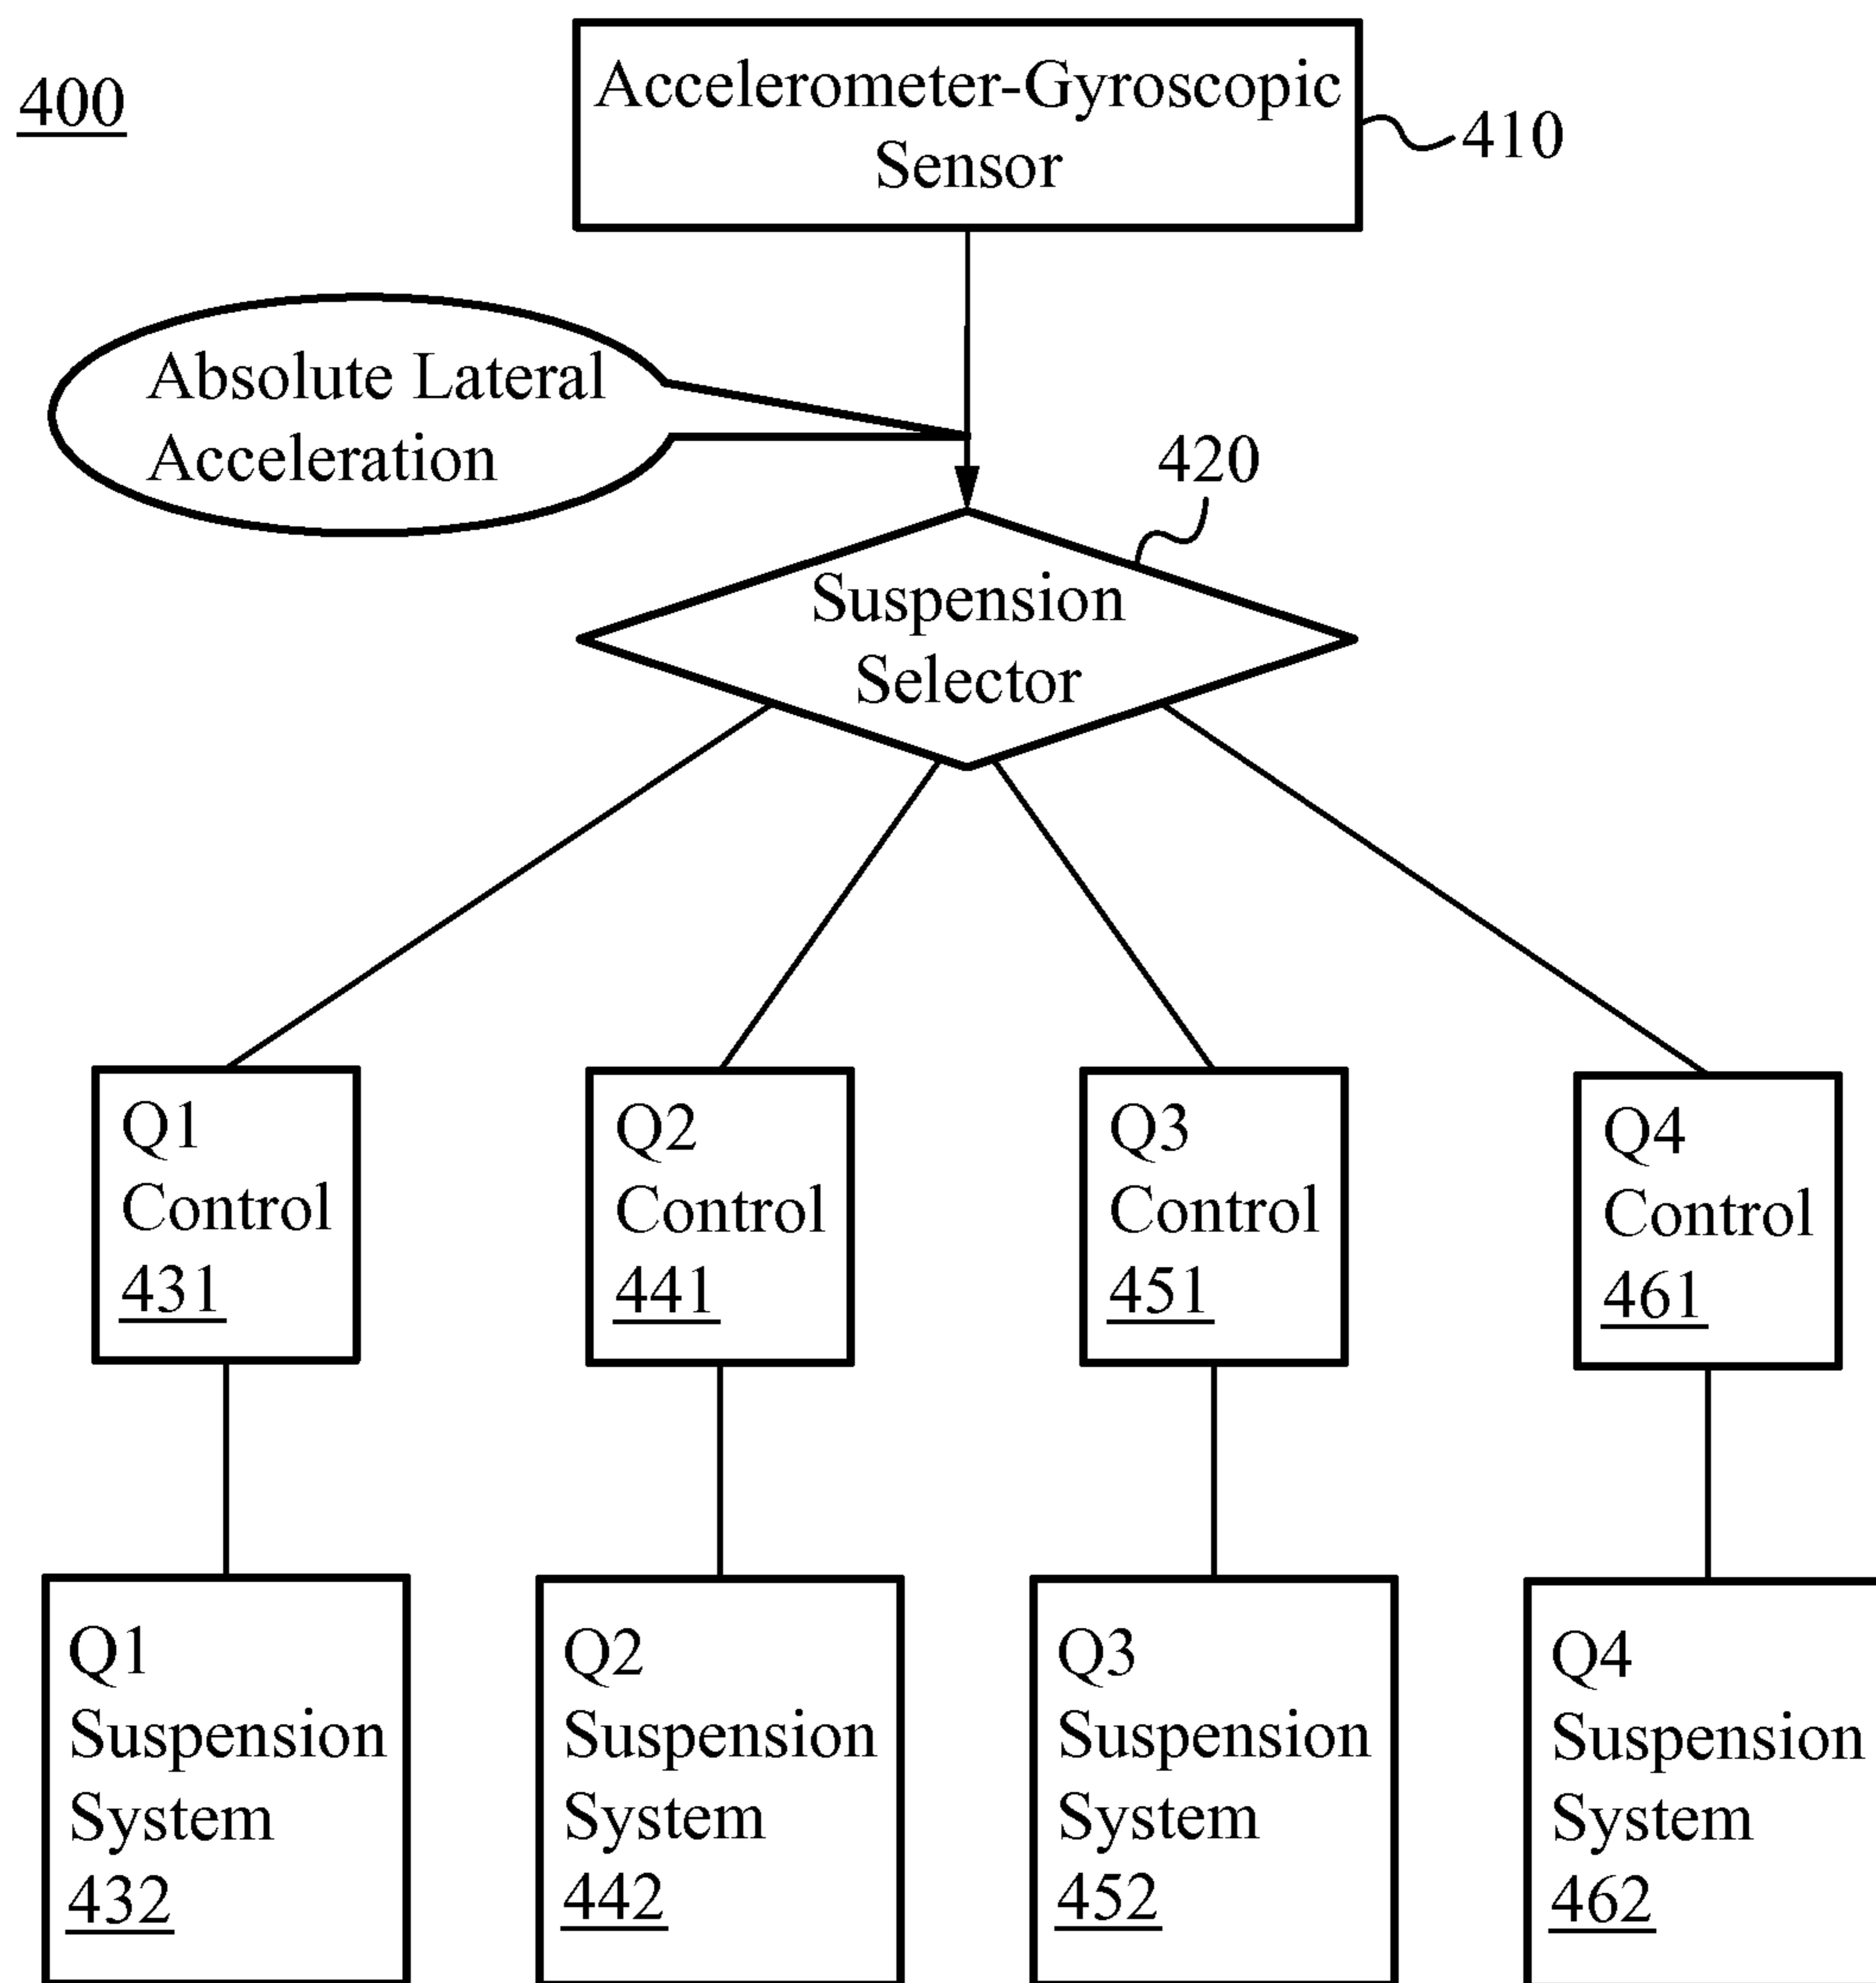 400
Accelerometer-Gyroscopic
Sensor
410
Absolute Lateral
Acceleration
420
Suspension
Selector
Q1
Control
431
Q2
Control
441
Q3
Control
451
Q4
Control
461
Q1
Suspension
System
432
Q2
Suspension
System
442
Q3
Suspension
System
452
Q4
Suspension
System
462